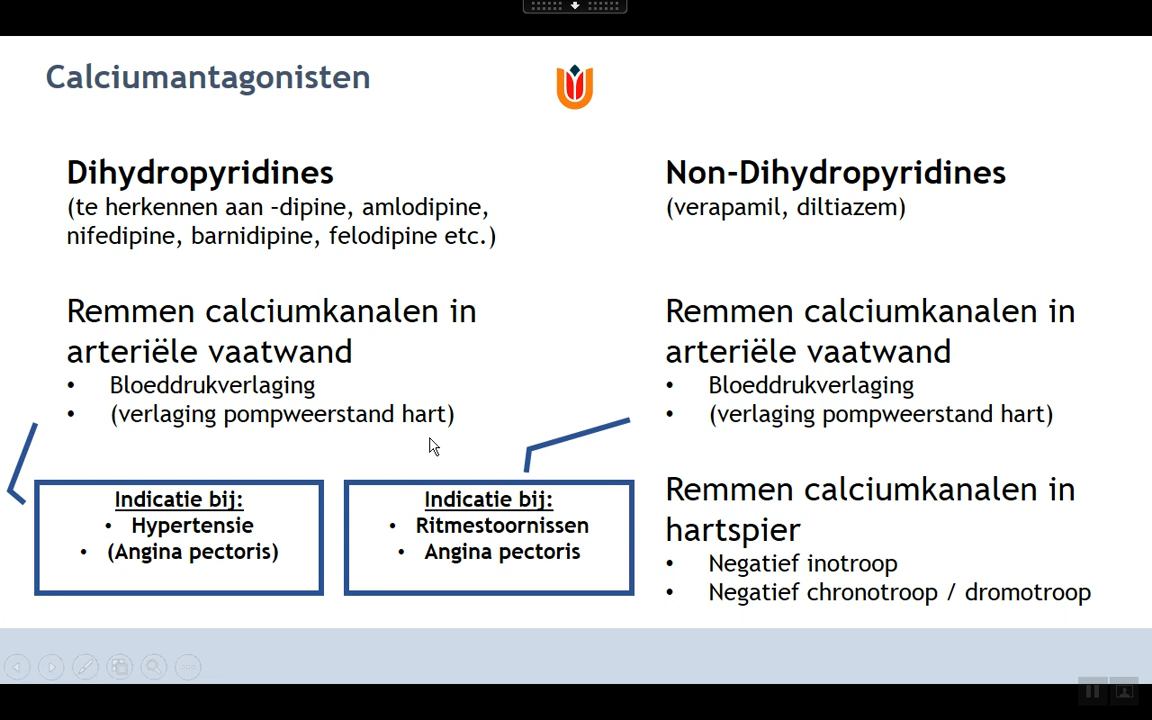 Calciumantagonisten
Dihydropyridines
(te herkennen aan –dipine, amlodipine,
nifedipine, barnidipine, felodipine etc.)
Remmen calciumkanalen in
arteriële vaatwand
• Bloeddrukverlaging
• (verlaging pompweerstand hart)
Indicatie bij:
• Hypertensie
• (Angina pectoris)
Indicatie bij:
• Ritmestoornissen
• Angina pectoris
Non-Dihydropyridines
(verapamil, diltiazem)
Remmen calciumkanalen in
arteriële vaatwand
• Bloeddrukverlaging
• (verlaging pompweerstand hart)
Remmen calciumkanalen in
hartspier
• Negatief inotroop
• Negatief chronotroop / dromotroop